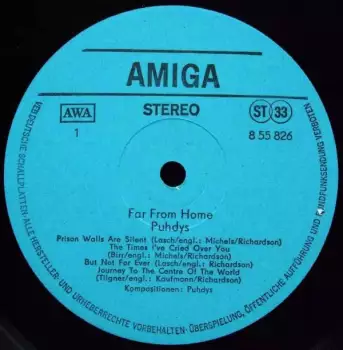 AMIGA
AWA
STEREO
ST 33
1
8 55 826
Far From Home
Puhdys
Prison Walls Are Silent (Lasch/engl.: Michels/Richardson)
The Times I've Cried Over You
(Birr/engl.: Michels/Richardson)
But Not For Ever (Lasch/engl.: Richardson)
Journey To The Centre Of The World
(Tilgner/engl.: Kaufmann/Richardson)
Kompositionen: Puhdys
VEB DEUTSCHE SCHALLPLATTEN · ALLE HERSTELLER- UND URHEBERRECHTE VORBEHALTEN · ÜBERSPIELUNG, ÖFFENTLICHE AUFFÜHRUNG UND RUNDFUNKSENDUNG VERBOTEN